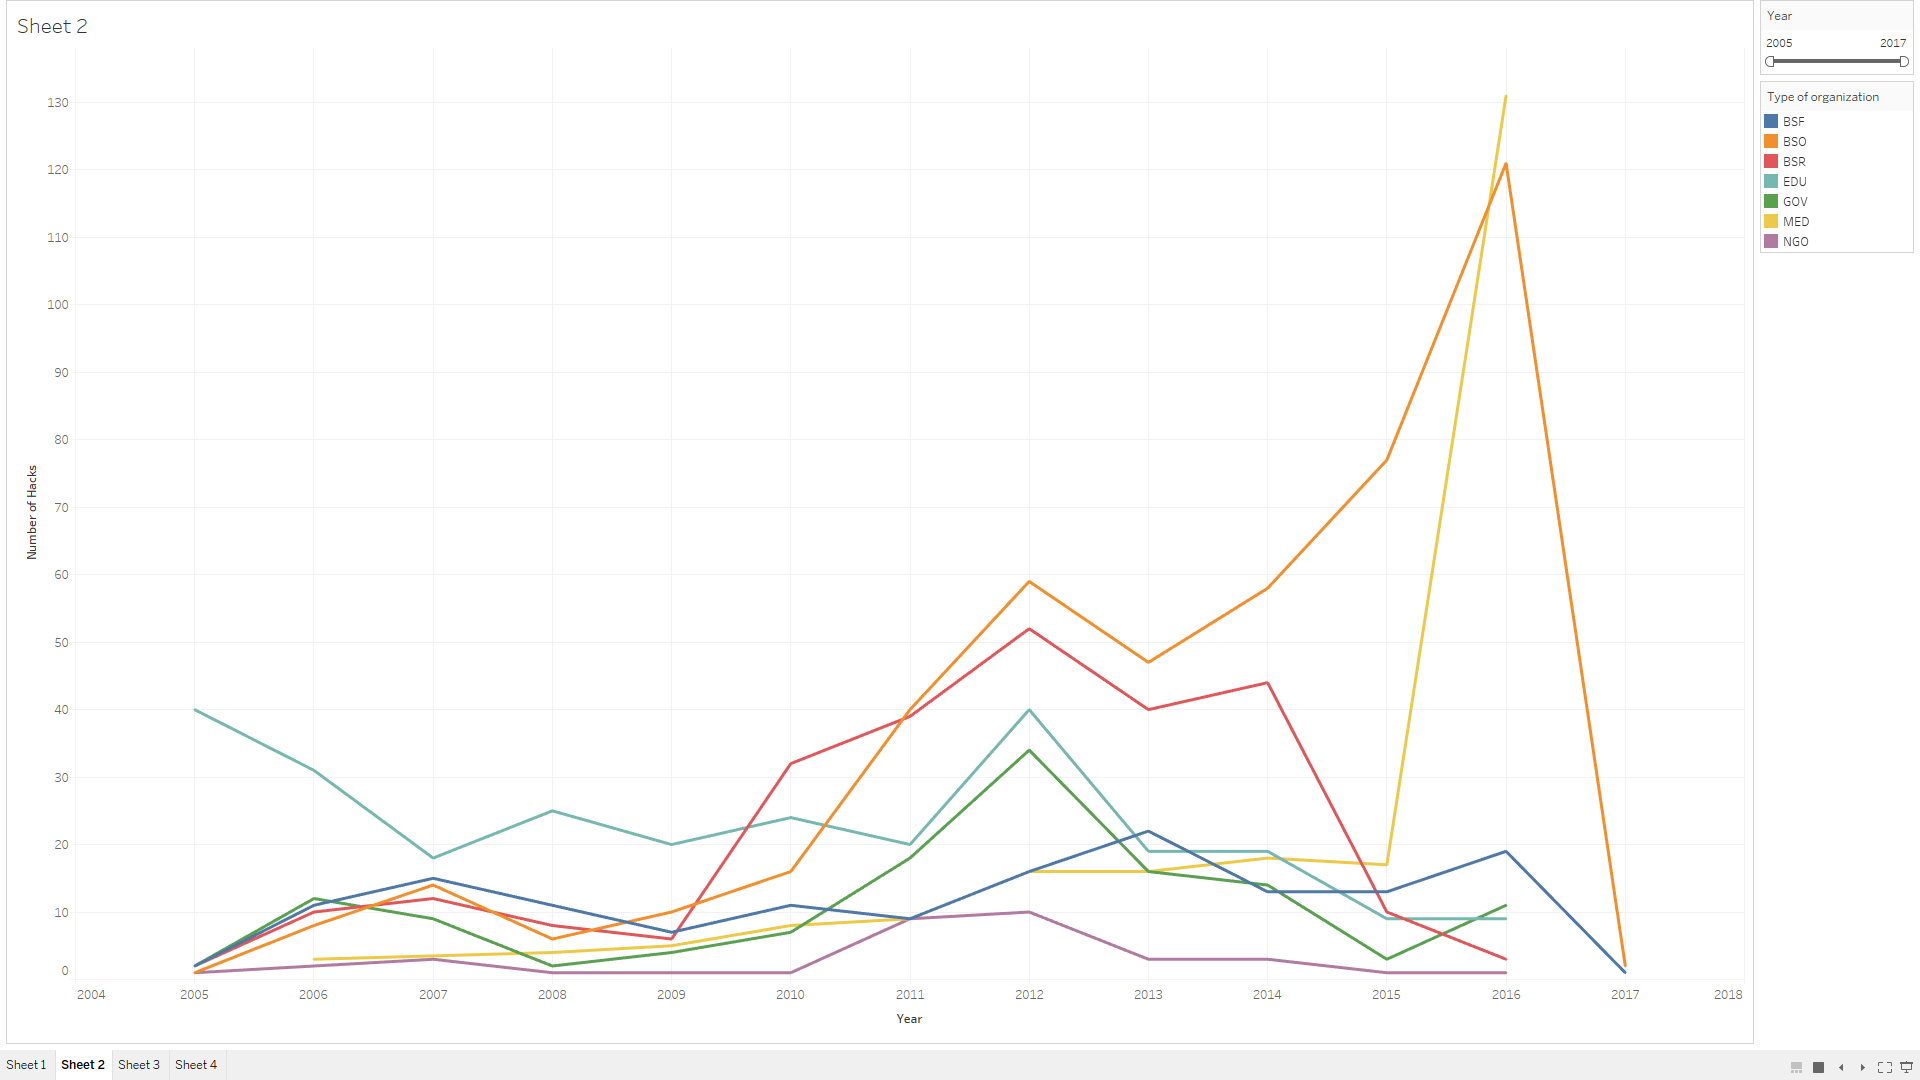 Sheet 2
130
120
110
100
90
80
70
60
50
40
30
20
10
0
Number of Hacks
2004 2005 2006 2007 2008 2009 2010 2011 2012 2013 2014 2015 2016 2017 2018
Year
Year
2005 2017
Type of organization
BSF
BSO
BSR
EDU
GOV
MED
NGO
Sheet 1 Sheet 2 Sheet 3 Sheet 4